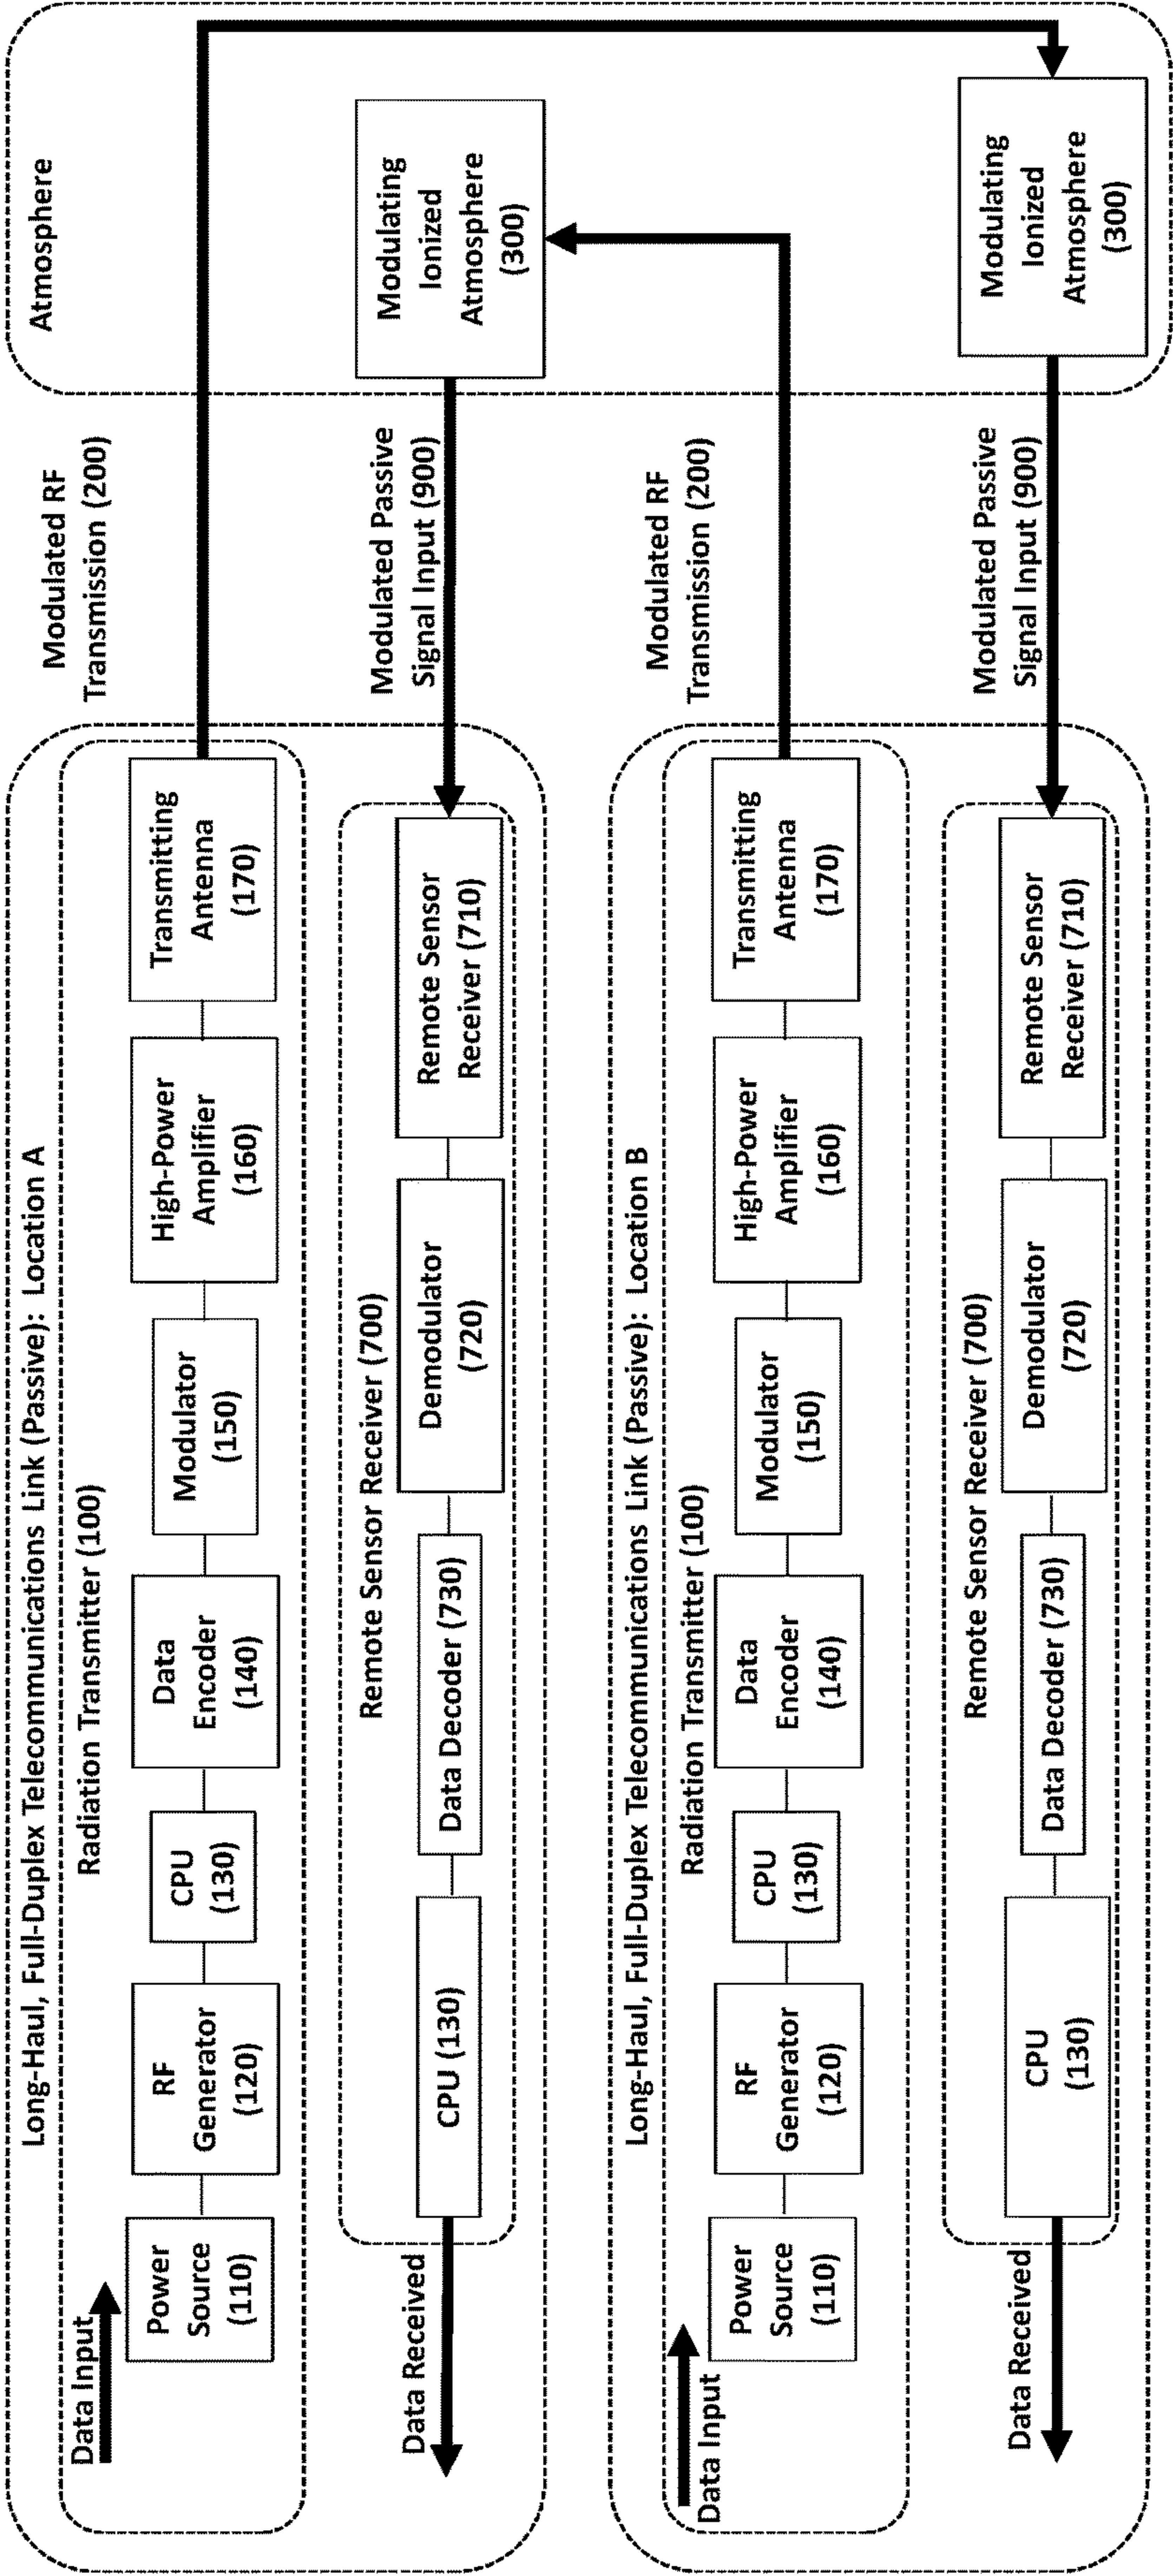 Long-Haul, Full-Duplex Telecommunications Link (Passive): Location A
Radiation Transmitter (100)
Data Input
Power
Source
(110)
RF
Generator
(120)
CPU
(130)
Data
Encoder
(140)
Modulator
(150)
High-Power
Amplifier
(160)
Transmitting
Antenna
(170)
Modulated RF
Transmission (200)
Atmosphere
Remote Sensor Receiver (700)
Data Received
CPU (130)
Data Decoder (730)
Demodulator
(720)
Remote Sensor
Receiver (710)
Modulated Passive
Signal Input (900)
Modulating
Ionized
Atmosphere
(300)
Long-Haul, Full-Duplex Telecommunications Link (Passive): Location B
Radiation Transmitter (100)
Data Input
Power
Source
(110)
RF
Generator
(120)
CPU
(130)
Data
Encoder
(140)
Modulator
(150)
High-Power
Amplifier
(160)
Transmitting
Antenna
(170)
Modulated RF
Transmission (200)
Remote Sensor Receiver (700)
Data Received
CPU
(130)
Data Decoder (730)
Demodulator
(720)
Remote Sensor
Receiver (710)
Modulated Passive
Signal Input (900)
Modulating
Ionized
Atmosphere
(300)